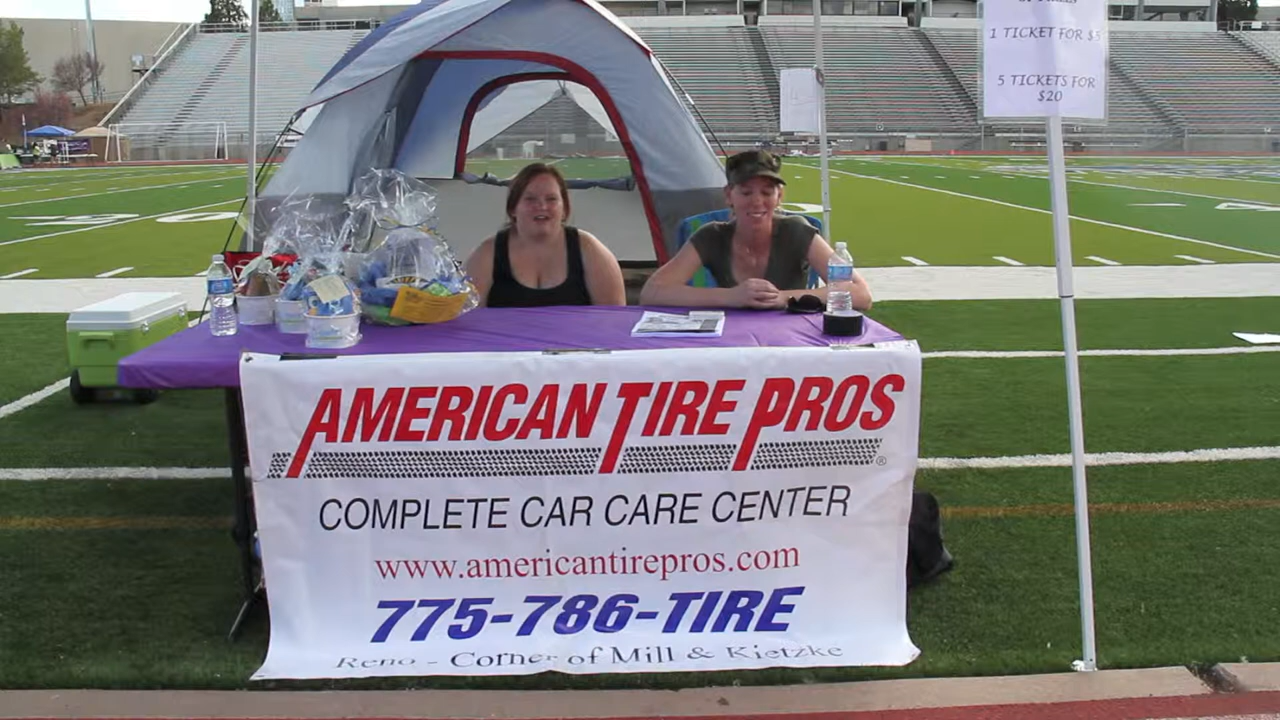 1 TICKET FOR $5
5 TICKETS FOR
$20
AMERICAN TIRE PROS
®
COMPLETE CAR CARE CENTER
www.americantirepros.com
775-786-TIRE
Reno - Corner of Mill & Kietzke